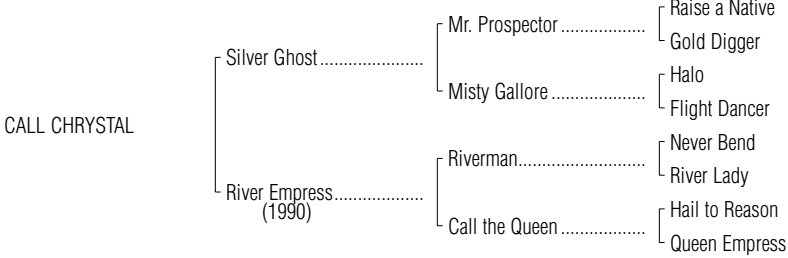 Raise a Native
Mr. Prospector ..................
Gold Digger
Silver Ghost......................
Halo
Misty Gallore ....................
Flight Dancer
CALL CHRYSTAL
Never Bend
Riverman...........................
River Lady
River Empress...................
(1990)
Hail to Reason
Call the Queen ..................
Queen Empress